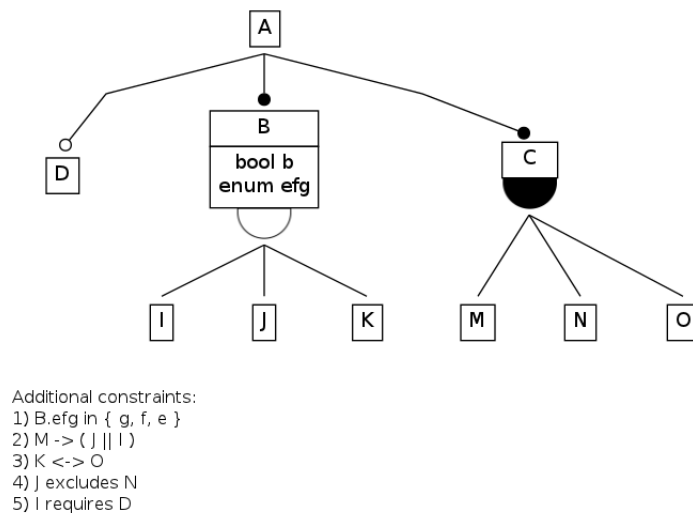 A
B
bool b
enum efg
C
D
I
J
K
M
N
O
Additional constraints:
1) B.efg in { g, f, e }
2) M -> ( J || I )
3) K <-> O
4) J excludes N
5) I requires D